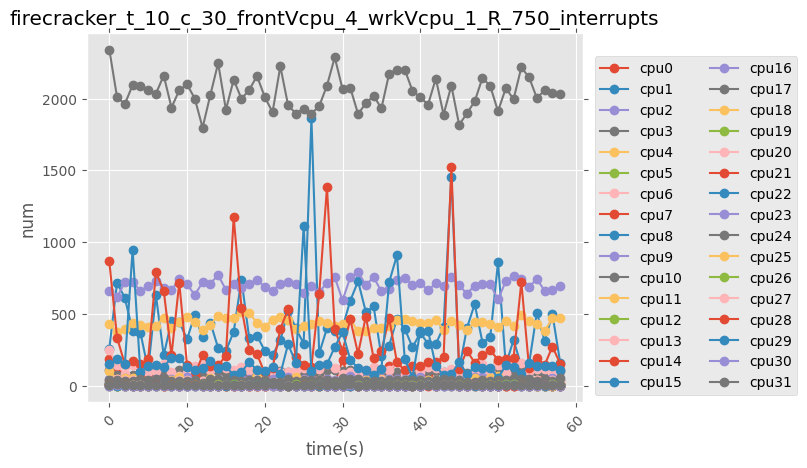 firecracker_t_10_c_30_frontVcpu_4_wrkVcpu_1_R_750_interrupts
num
2000
1500
1000
500
0
0
10
20
30
40
50
60
time(s)
cpu0
cpu1
cpu2
cpu3
cpu4
cpu5
cpu6
cpu7
cpu8
cpu9
cpu10
cpu11
cpu12
cpu13
cpu14
cpu15
cpu16
cpu17
cpu18
cpu19
cpu20
cpu21
cpu22
cpu23
cpu24
cpu25
cpu26
cpu27
cpu28
cpu29
cpu30
cpu31